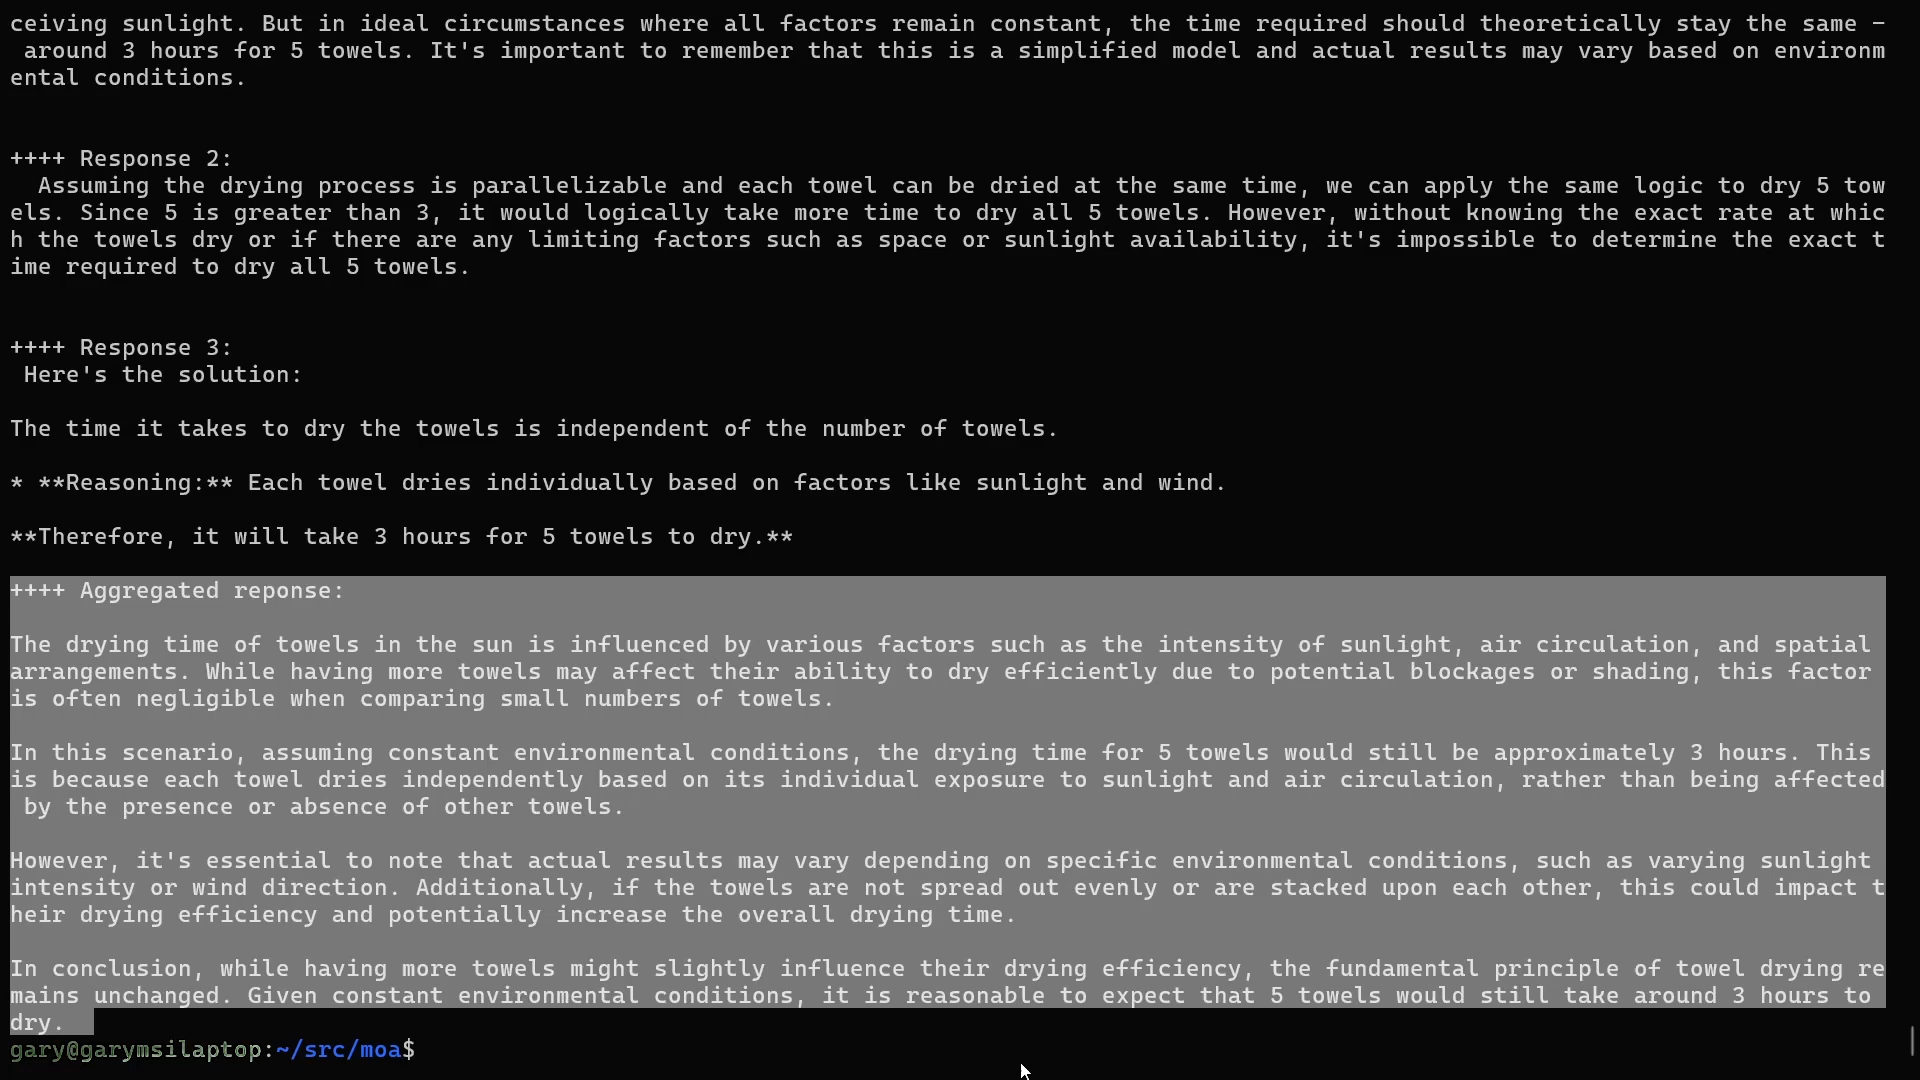 ceiving sunlight. But in ideal circumstances where all factors remain constant, the time required should theoretically stay the same –
 around 3 hours for 5 towels. It's important to remember that this is a simplified model and actual results may vary based on environm
ental conditions.
++++ Response 2:
  Assuming the drying process is parallelizable and each towel can be dried at the same time, we can apply the same logic to dry 5 tow
els. Since 5 is greater than 3, it would logically take more time to dry all 5 towels. However, without knowing the exact rate at whic
h the towels dry or if there are any limiting factors such as space or sunlight availability, it's impossible to determine the exact t
ime required to dry all 5 towels.
++++ Response 3:
 Here's the solution:
The time it takes to dry the towels is independent of the number of towels.
* **Reasoning:** Each towel dries individually based on factors like sunlight and wind.
**Therefore, it will take 3 hours for 5 towels to dry.**
++++ Aggregated reponse:
The drying time of towels in the sun is influenced by various factors such as the intensity of sunlight, air circulation, and spatial
arrangements. While having more towels may affect their ability to dry efficiently due to potential blockages or shading, this factor
is often negligible when comparing small numbers of towels.
In this scenario, assuming constant environmental conditions, the drying time for 5 towels would still be approximately 3 hours. This
is because each towel dries independently based on its individual exposure to sunlight and air circulation, rather than being affected
 by the presence or absence of other towels.
However, it's essential to note that actual results may vary depending on specific environmental conditions, such as varying sunlight
intensity or wind direction. Additionally, if the towels are not spread out evenly or are stacked upon each other, this could impact t
heir drying efficiency and potentially increase the overall drying time.
In conclusion, while having more towels might slightly influence their drying efficiency, the fundamental principle of towel drying re
mains unchanged. Given constant environmental conditions, it is reasonable to expect that 5 towels would still take around 3 hours to
dry.
gary@garymsilaptop:~/src/moa$